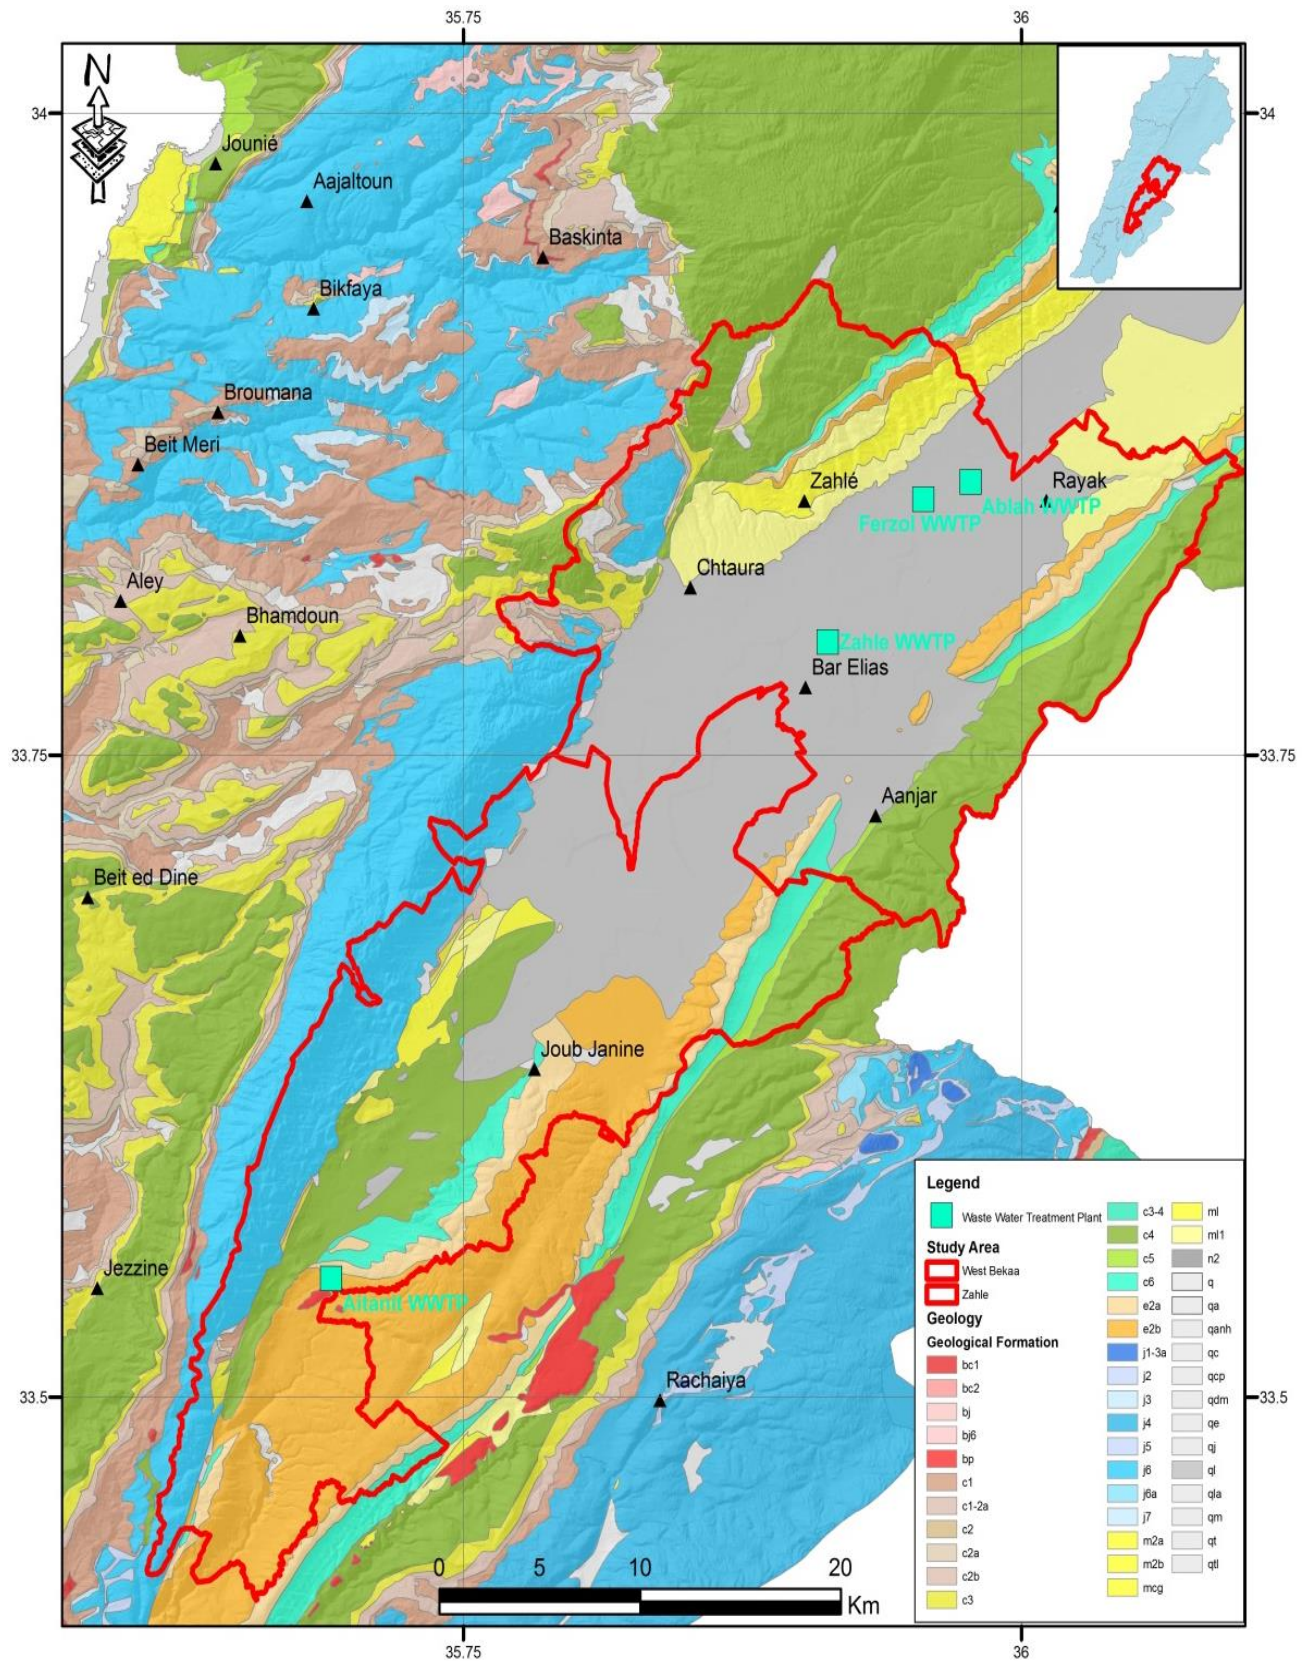 35.75
36
N
34
34
Jounié
Aajaltoun
Baskinta
Bikfaya
Broumana
Beit Meri
Zahlé
Rayak
Ablah WWTP
Ferzol WWTP
Chtaura
Aley
Bhamdoun
Zahle WWTP
Bar Elias
33.75
33.75
Aanjar
Beit ed Dine
Joub Janine
Jezzine
Aitanit WWTP
Rachaiya
33.5
33.5
0 5 10 20
Km
Legend
Waste Water Treatment Plant
Study Area
West Bekaa
Zahle
Geology
Geological Formation
bc1
bc2
bj
bj6
bp
c1
c1-2a
c2
c2a
c2b
c3
c3-4
c4
c5
c6
e2a
e2b
j1-3a
j2
j3
j4
j5
j6
j6a
j7
m2a
m2b
mcg
ml
ml1
n2
q
qa
qanh
qc
qcp
qdm
qe
qj
ql
qla
qm
qt
qtl
35.75
36